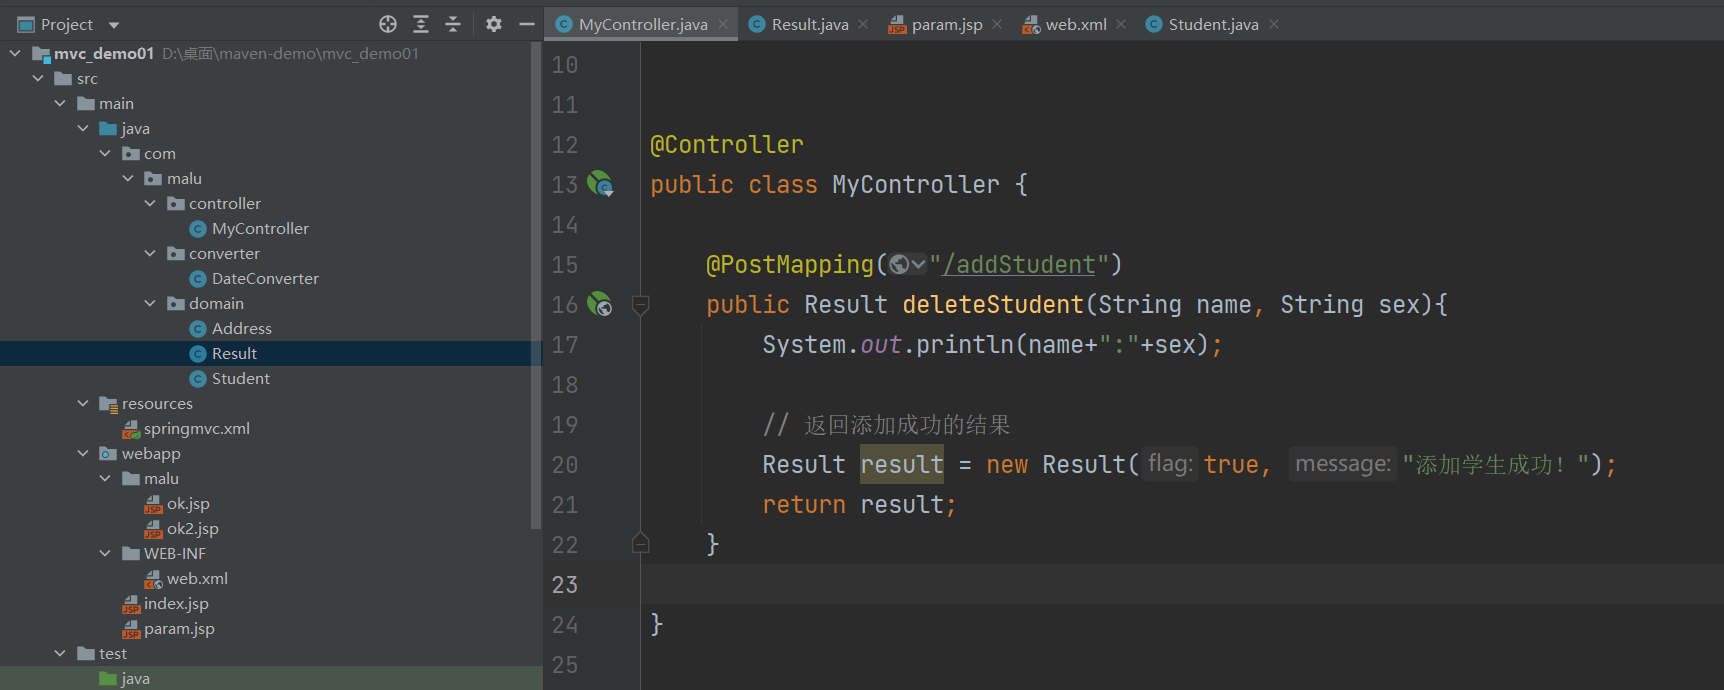 Project
mvc_demo01 D:\桌面\maven-demo\mvc_demo01
src
main
java
com
malu
controller
MyController
converter
DateConverter
domain
Address
Result
Student
resources
springmvc.xml
webapp
malu
ok.jsp
ok2.jsp
WEB-INF
web.xml
index.jsp
param.jsp
test
java
MyController.java Result.java param.jsp web.xml Student.java
10
11
12 @Controller
13 public class MyController {
14
15 @PostMapping("/addStudent")
16 public Result deleteStudent(String name, String sex){
17 System.out.println(name+":"+sex);
18
19 // 返回添加成功的结果
20 Result result = new Result( flag: true, message: "添加学生成功！");
21 return result;
22 }
23
24 }
25